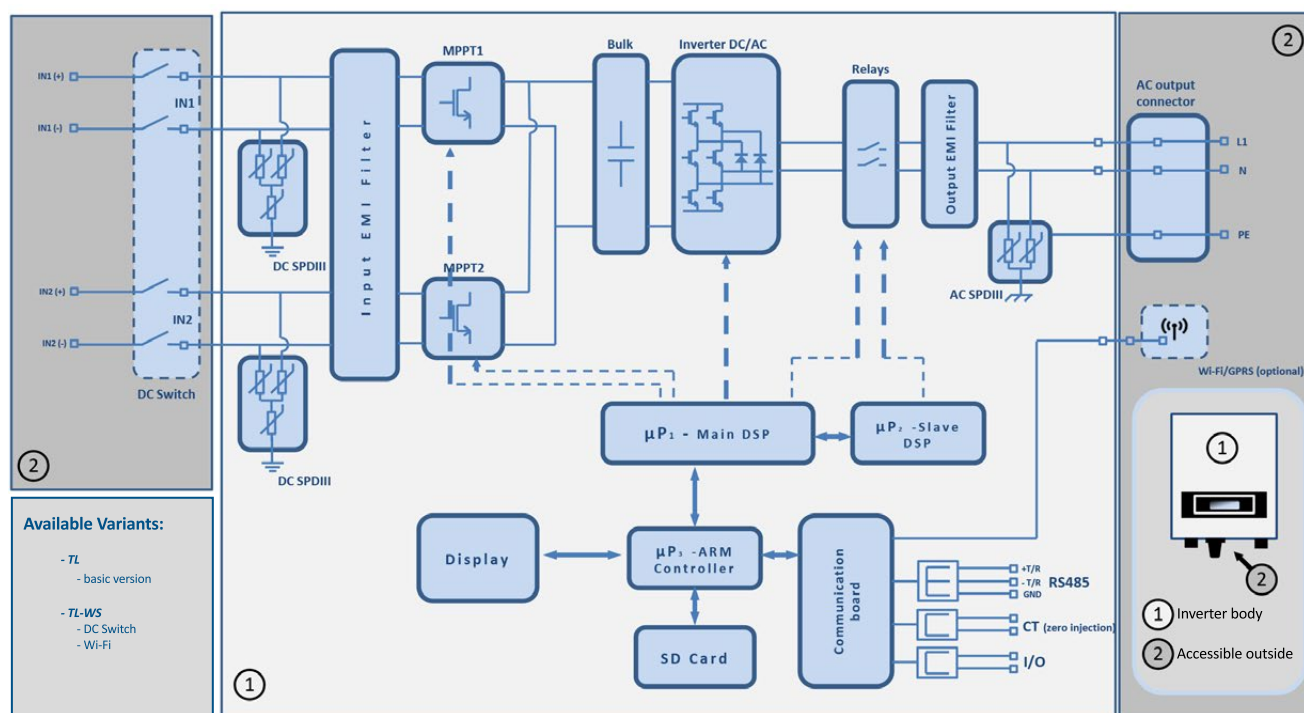 2
IN1 (+)
IN1 (-)
IN1
IN2 (+)
IN2 (-)
IN2
DC Switch
2
Available Variants:
- TL
- basic version
- TL-WS
- DC Switch
- Wi-Fi
DC SPDIII
DC SPDIII
Input EMI Filter
MPPT1
MPPT2
Bulk
Inverter DC/AC
Relays
Output EMI Filter
AC SPDIII
AC output
connector
L1
N
PE
Wi-Fi/GPRS (optional)
µP1 - Main DSP
µP2 -Slave
DSP
Display
µP3 -ARM
Controller
SD Card
Communication
board
+T/R
- T/R
GND
RS485
CT (zero injection)
I/O
1
1
2
1 Inverter body
2 Accessible outside